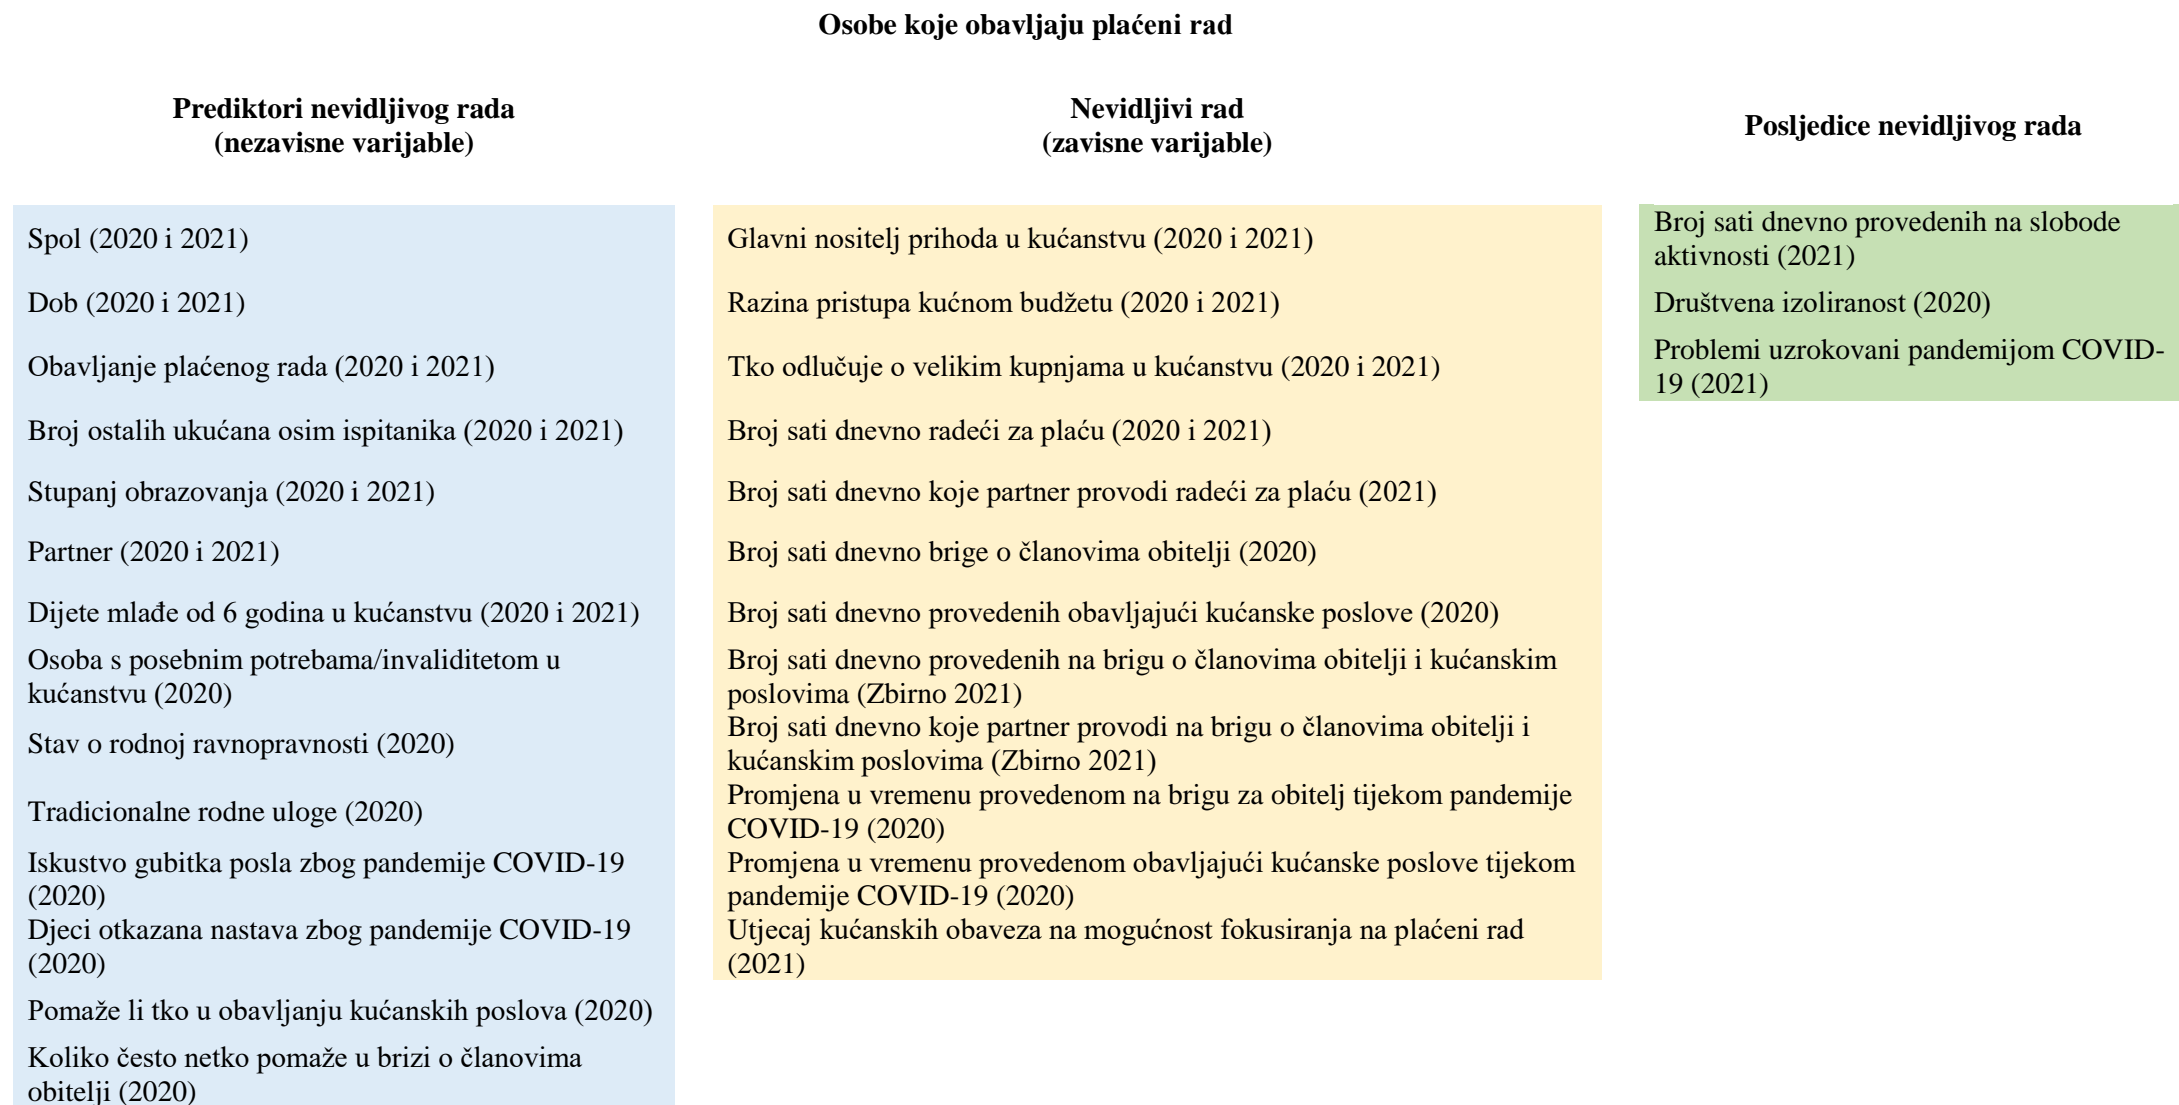 Osobe koje obavljaju plaćeni rad
Prediktori nevidljivog rada
(nezavisne varijable)
Nevidljivi rad
(zavisne varijable)
Posljedice nevidljivog rada
Spol (2020 i 2021)
Dob (2020 i 2021)
Obavljanje plaćenog rada (2020 i 2021)
Broj ostalih ukućana osim ispitanika (2020 i 2021)
Stupanj obrazovanja (2020 i 2021)
Partner (2020 i 2021)
Dijete mlađe od 6 godina u kućanstvu (2020 i 2021)
Osoba s posebnim potrebama/invaliditetom u
kućanstvu (2020)
Stav o rodnoj ravnopravnosti (2020)
Tradicionalne rodne uloge (2020)
Iskustvo gubitka posla zbog pandemije COVID-19
(2020)
Djeci otkazana nastava zbog pandemije COVID-19
(2020)
Pomaže li tko u obavljanju kućanskih poslova (2020)
Koliko često netko pomaže u brizi o članovima
obitelji (2020)
Glavni nositelj prihoda u kućanstvu (2020 i 2021)
Razina pristupa kućnom budžetu (2020 i 2021)
Tko odlučuje o velikim kupnjama u kućanstvu (2020 i 2021)
Broj sati dnevno radeći za plaću (2020 i 2021)
Broj sati dnevno koje partner provodi radeći za plaću (2021)
Broj sati dnevno brige o članovima obitelji (2020)
Broj sati dnevno provedenih obavljajući kućanske poslove (2020)
Broj sati dnevno provedenih na brigu o članovima obitelji i kućanskim
poslovima (Zbirno 2021)
Broj sati dnevno koje partner provodi na brigu o članovima obitelji i
kućanskim poslovima (Zbirno 2021)
Promjena u vremenu provedenom na brigu za obitelj tijekom pandemije
COVID-19 (2020)
Promjena u vremenu provedenom obavljajući kućanske poslove tijekom
pandemije COVID-19 (2020)
Utjecaj kućanskih obaveza na mogućnost fokusiranja na plaćeni rad
(2021)
Broj sati dnevno provedenih na slobode
aktivnosti (2021)
Društvena izoliranost (2020)
Problemi uzrokovani pandemijom COVID-
19 (2021)